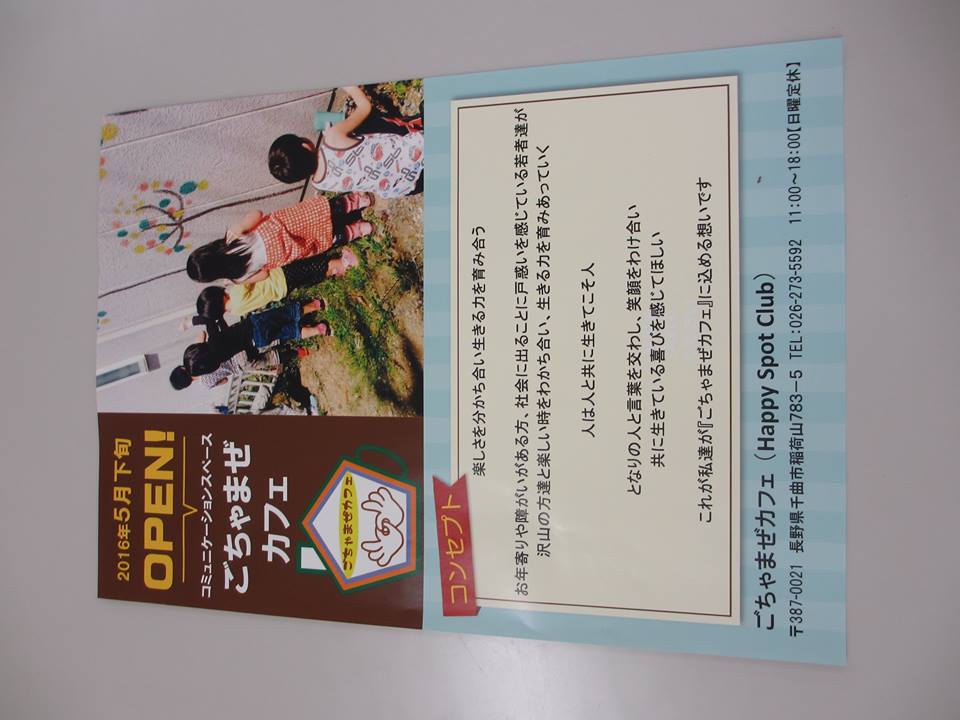 2016年5月下旬
OPEN!
コミュニケーションスペース
ごちゃまぜ
カフェ
ごちゃまぜカフェ
コンセプト
楽しさを分かち合い生きる力を育み合う
お年寄りや障がいがある方、社会に出ることに戸惑いを感じている若者達が
沢山の方達と楽しい時をわかち合い、生きる力を育みあっていく
人は人と共に生きてこそ人
となりの人と言葉を交わし、笑顔をわけ合い
共に生きている喜びを感じてほしい
これが私達が『ごちゃまぜカフェ』に込める想いです
ごちゃまぜカフェ（Happy Spot Club）
〒387-0021 長野県千曲市稲荷山783−5 TEL:026-273-5592 11:00〜18:00【日曜定休】